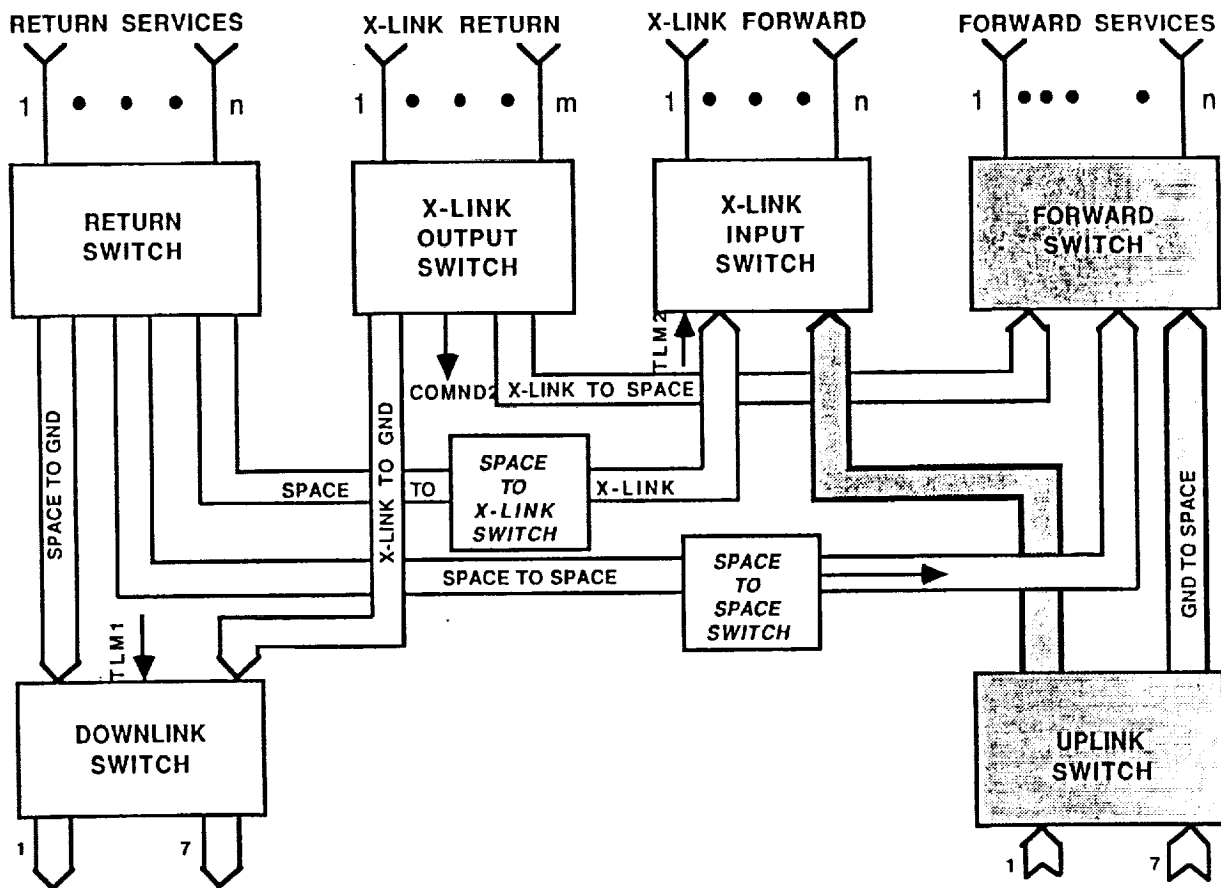 RETURN SERVICES
X-LINK RETURN
X-LINK FORWARD
FORWARD SERVICES
1 • • • n
1 • • • m
1 • • • n
1 ••• • n
RETURN
SWITCH
X-LINK
OUTPUT
SWITCH
X-LINK
INPUT
SWITCH
FORWARD
SWITCH
TLM2
COMND2
X-LINK TO SPACE
SPACE TO GND
X-LINK TO GND
GND TO SPACE
SPACE TO
SPACE
TO
X-LINK
SWITCH
X-LINK
SPACE TO SPACE
SPACE
TO
SPACE
SWITCH
TLM1
DOWNLINK
SWITCH
UPLINK
SWITCH
1
7
1
7